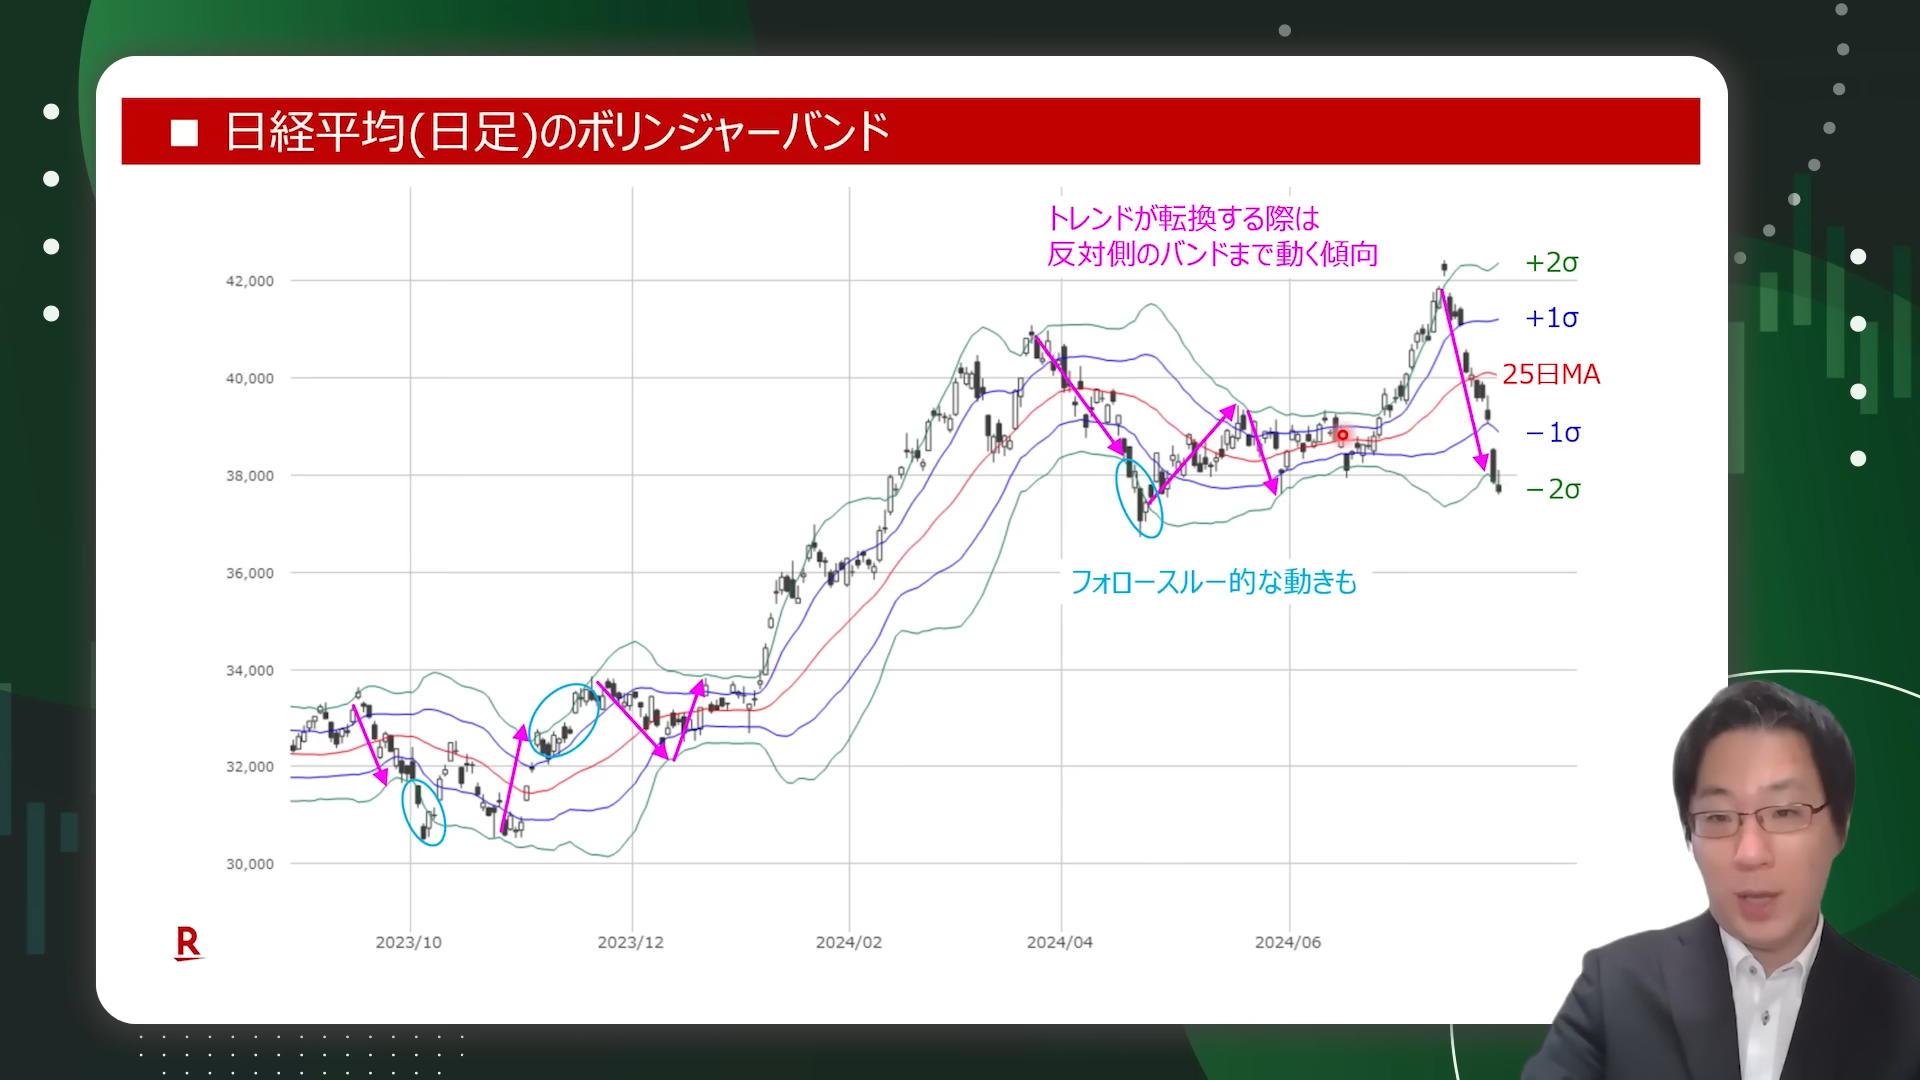 ■ 日経平均(日足)のボリンジャーバンド
トレンドが転換する際は
反対側のバンドまで動く傾向
+2σ
42,000
+1σ
25日MA
40,000
－1σ
38,000
－2σ
36,000
フォロースルー的な動きも
34,000
32,000
30,000
R
2023/10
2023/12
2024/02
2024/04
2024/06